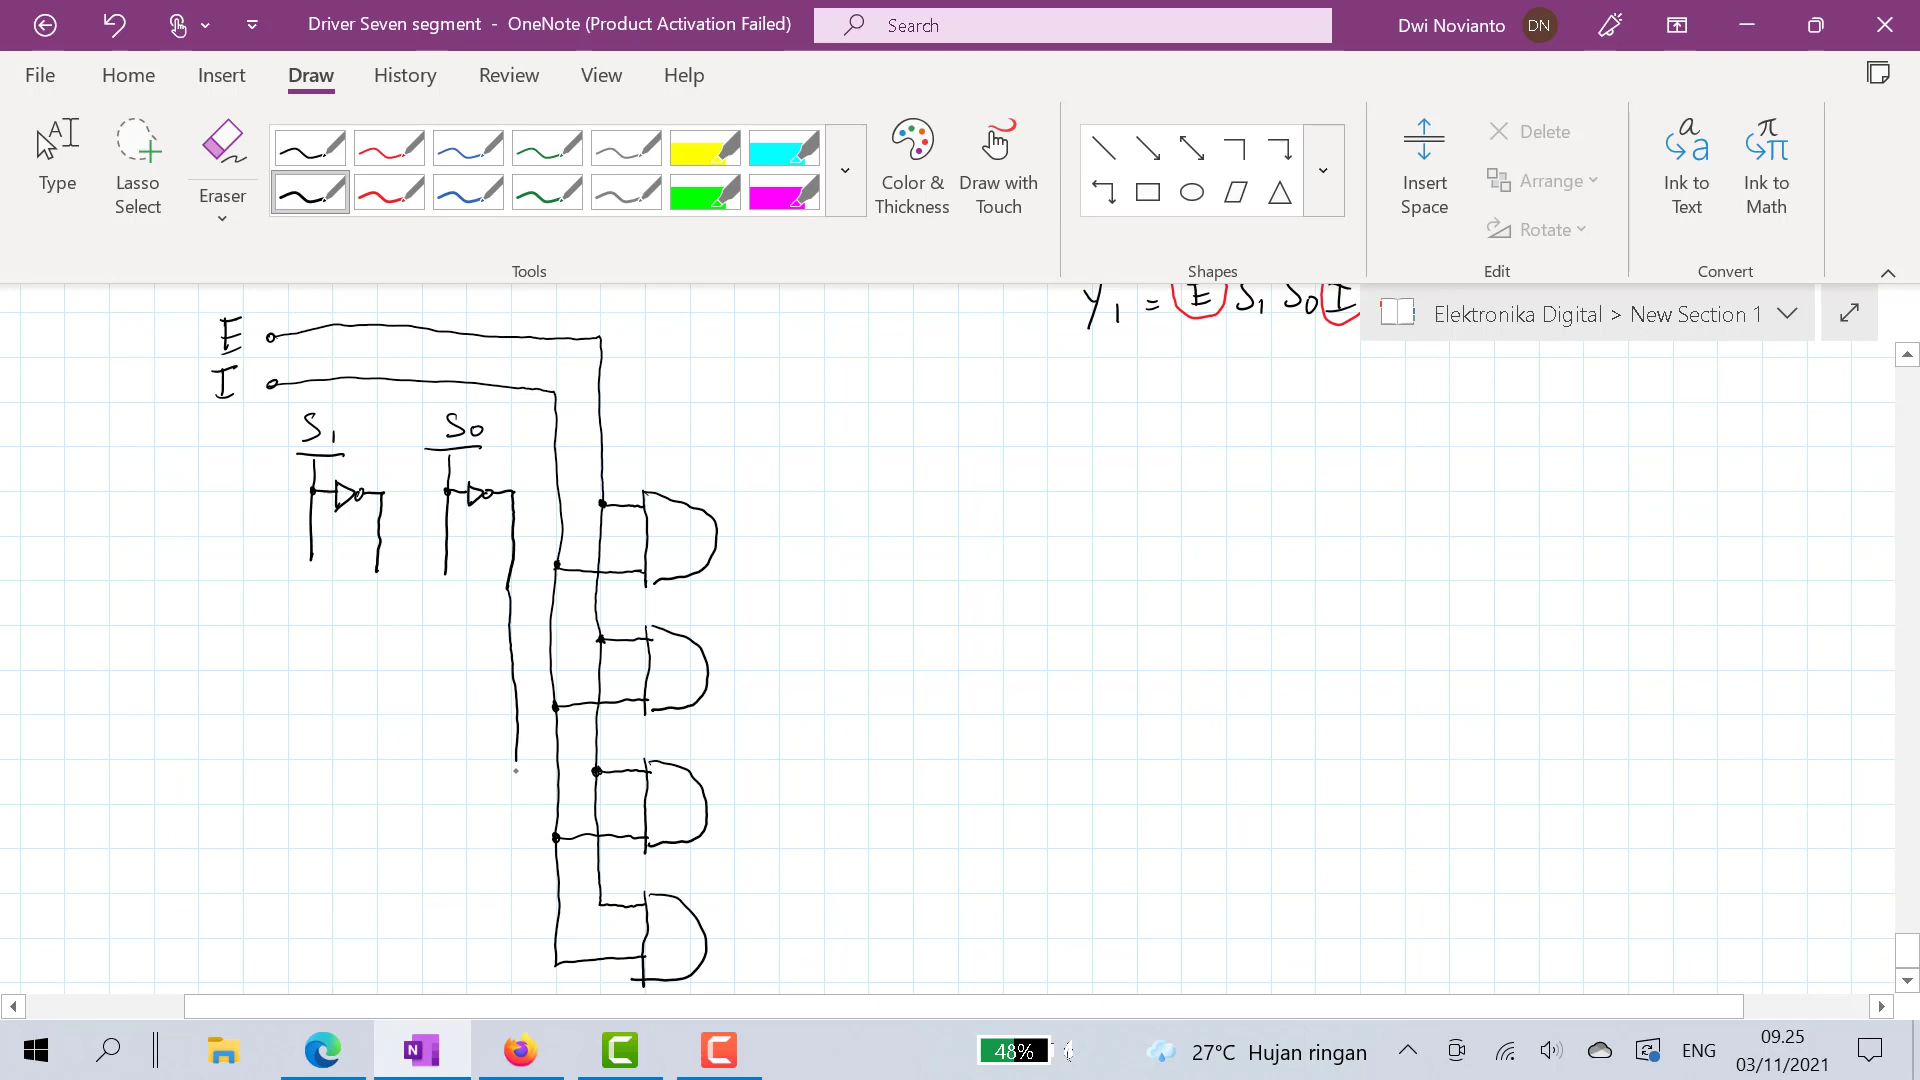 Driver Seven segment - OneNote (Product Activation Failed)
Search
Dwi Novianto
DN
File Home Insert Draw History Review View Help
Type
Lasso Select
Eraser
Color & Thickness
Draw with Touch
Insert Space
Delete
Arrange
Rotate
Ink to Text
Ink to Math
Tools
Shapes
Edit
Convert
Y1 = E S1 S0 I
Elektronika Digital > New Section 1
E
I
S1 S0
48%
27°C Hujan ringan
ENG
09.25
03/11/2021